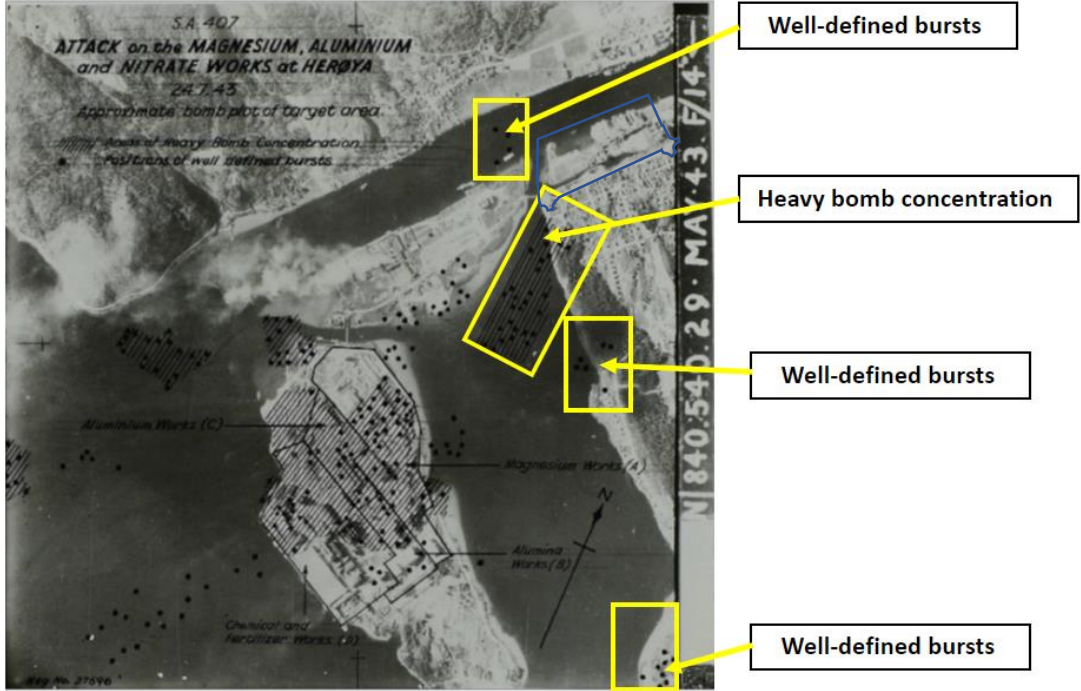 S.A. 407
ATTACK on the MAGNESIUM, ALUMINIUM
and NITRATE WORKS at HERØYA
24.7.43
Approximate bomb plot of target area.
Areas of Heavy Bomb Concentration
Positions of well defined bursts
Well-defined bursts
Heavy bomb concentration
Well-defined bursts
Well-defined bursts
Aluminium Works (C)
Magnesium Works (A)
N
Alumina
Works (B)
Chemical and
Fertilizer Works (D)
Neg No. 27696
N 840.540.29. MAY.43. F/14"